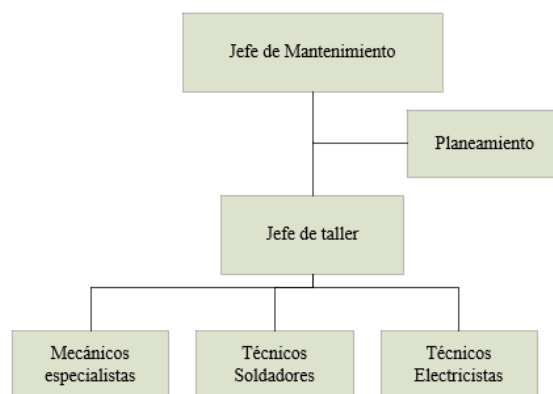 Jefe de Mantenimiento
Planeamiento
Jefe de taller
Mecánicos
especialistas
Técnicos
Soldadores
Técnicos
Electricistas